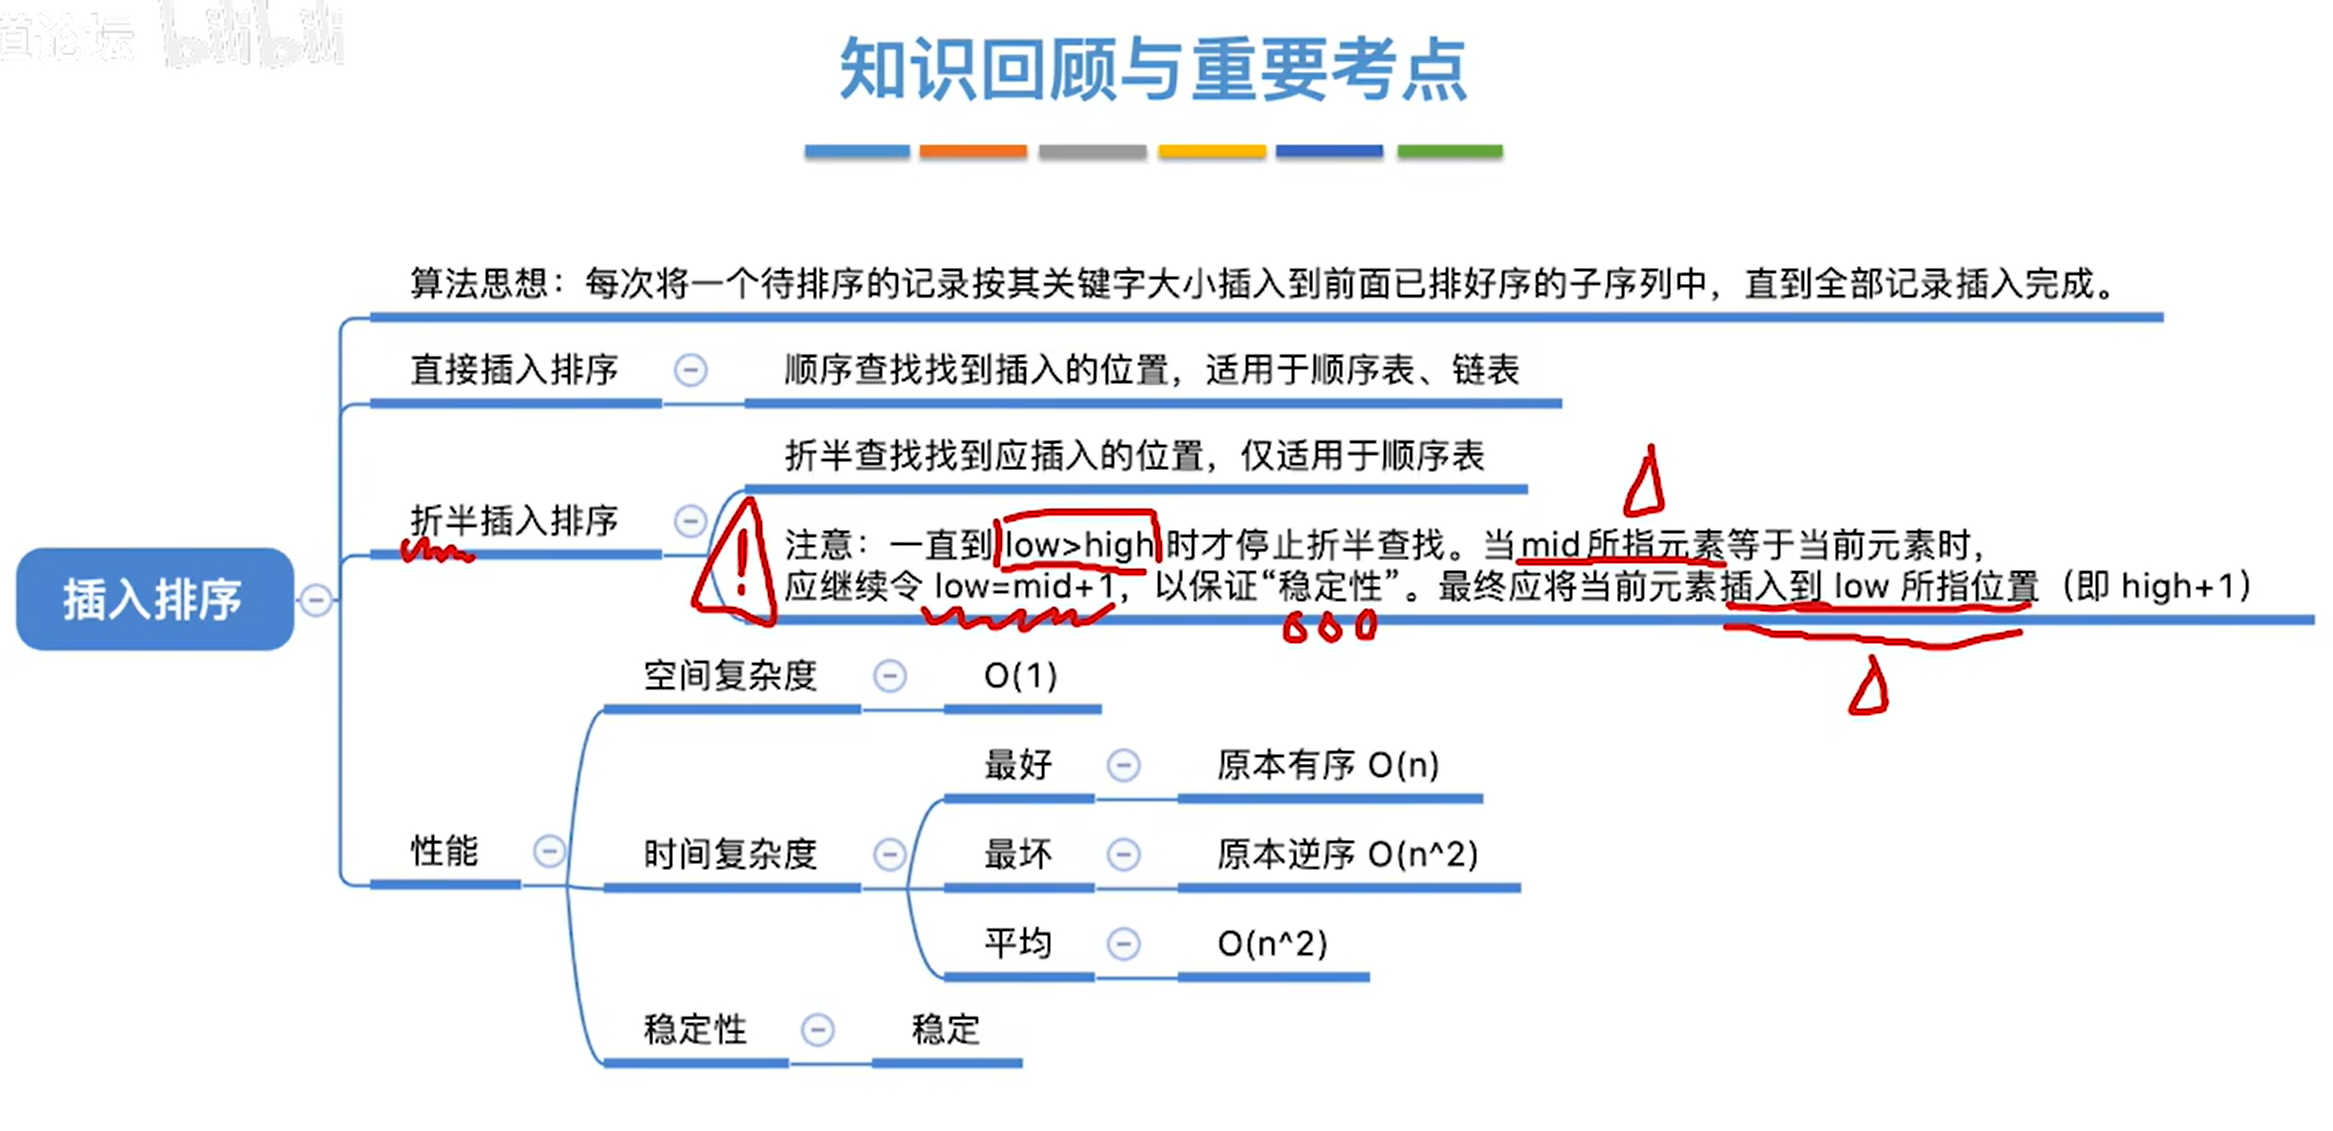 道论坛 bilibili
知识回顾与重要考点
算法思想：每次将一个待排序的记录按其关键字大小插入到前面已排好序的子序列中，直到全部记录插入完成。
直接插入排序
顺序查找找到插入的位置，适用于顺序表、链表
折半查找找到应插入的位置，仅适用于顺序表
折半插入排序
注意：一直到 low>high 时才停止折半查找。当 mid 所指元素等于当前元素时，
应继续令 low=mid+1，以保证“稳定性”。最终应将当前元素插入到 low 所指位置（即 high+1）
插入排序
空间复杂度
O(1)
最好
原本有序 O(n)
性能
时间复杂度
最坏
原本逆序 O(n^2)
平均
O(n^2)
稳定性
稳定